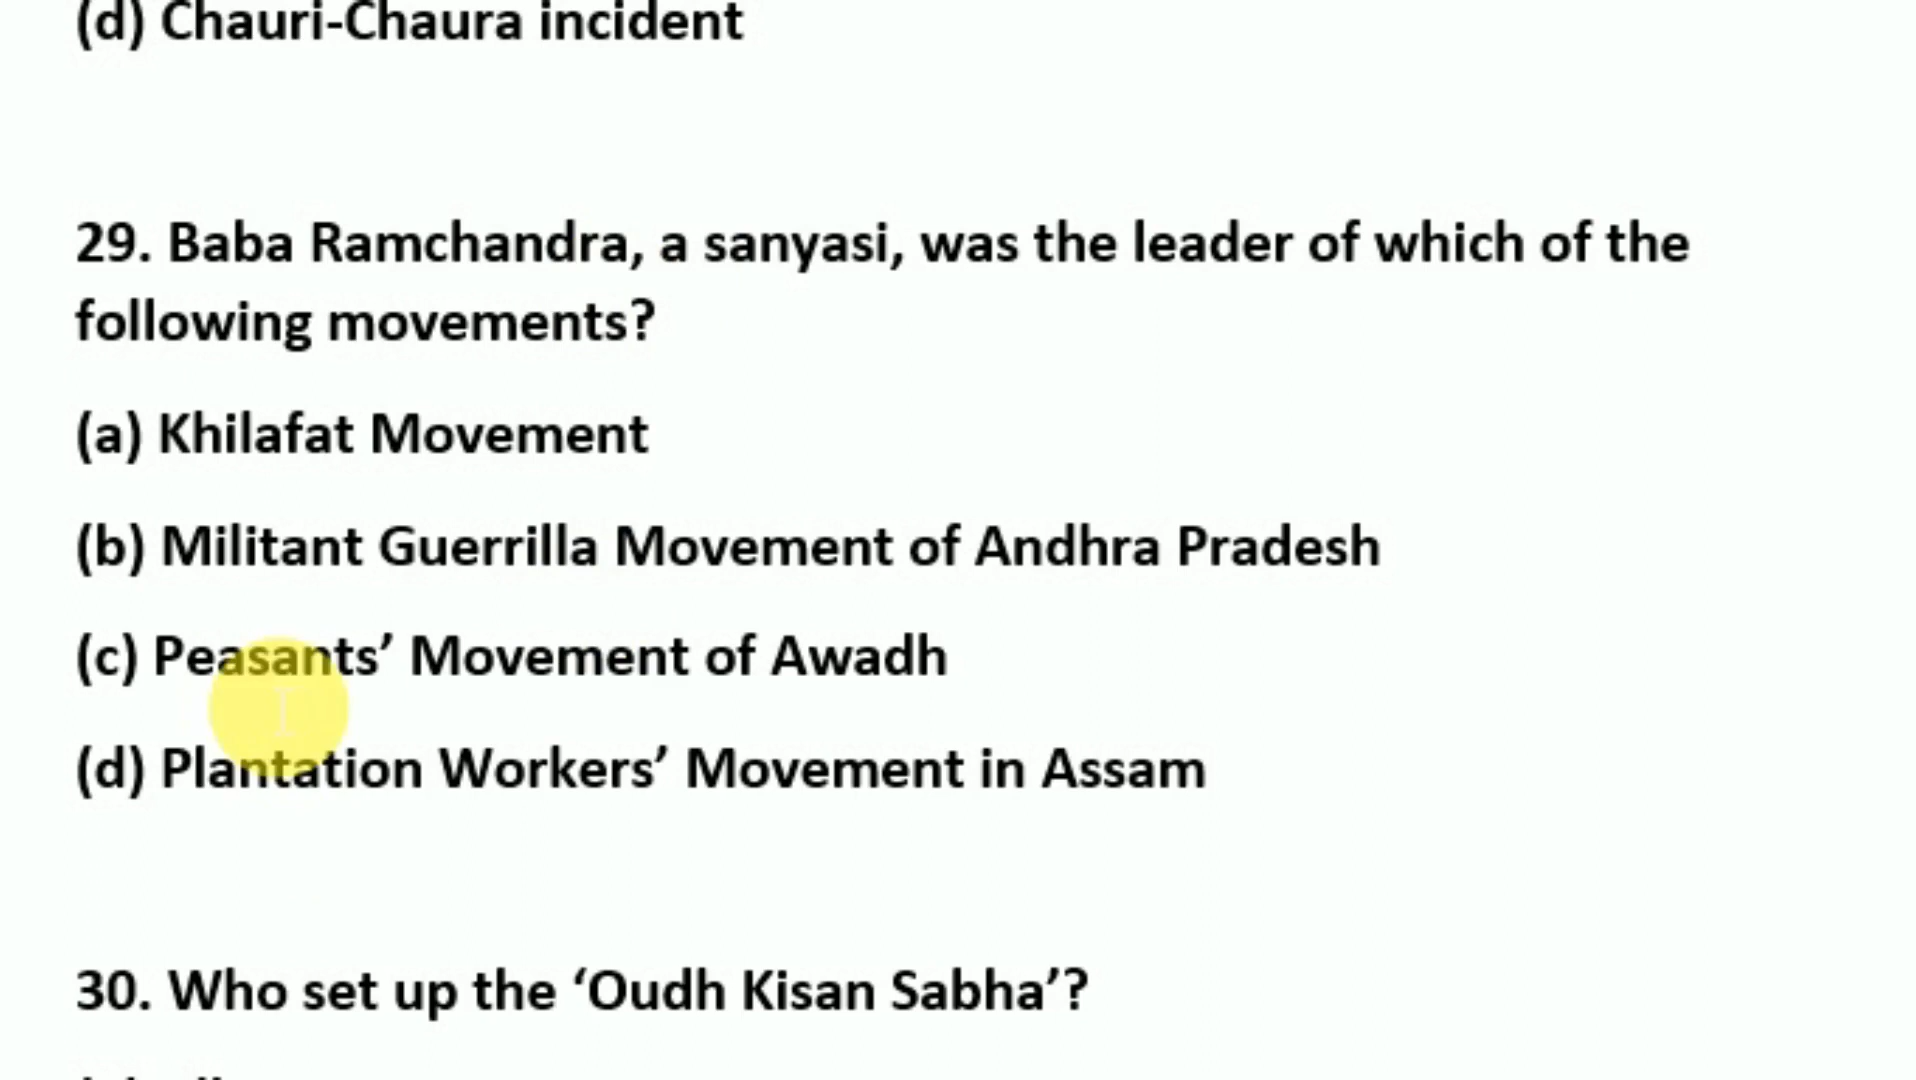 (d) Chauri-Chaura incident
29. Baba Ramchandra, a sanyasi, was the leader of which of the
following movements?
(a) Khilafat Movement
(b) Militant Guerrilla Movement of Andhra Pradesh
(c) Peasants’ Movement of Awadh
(d) Plantation Workers’ Movement in Assam
30. Who set up the ‘Oudh Kisan Sabha’?